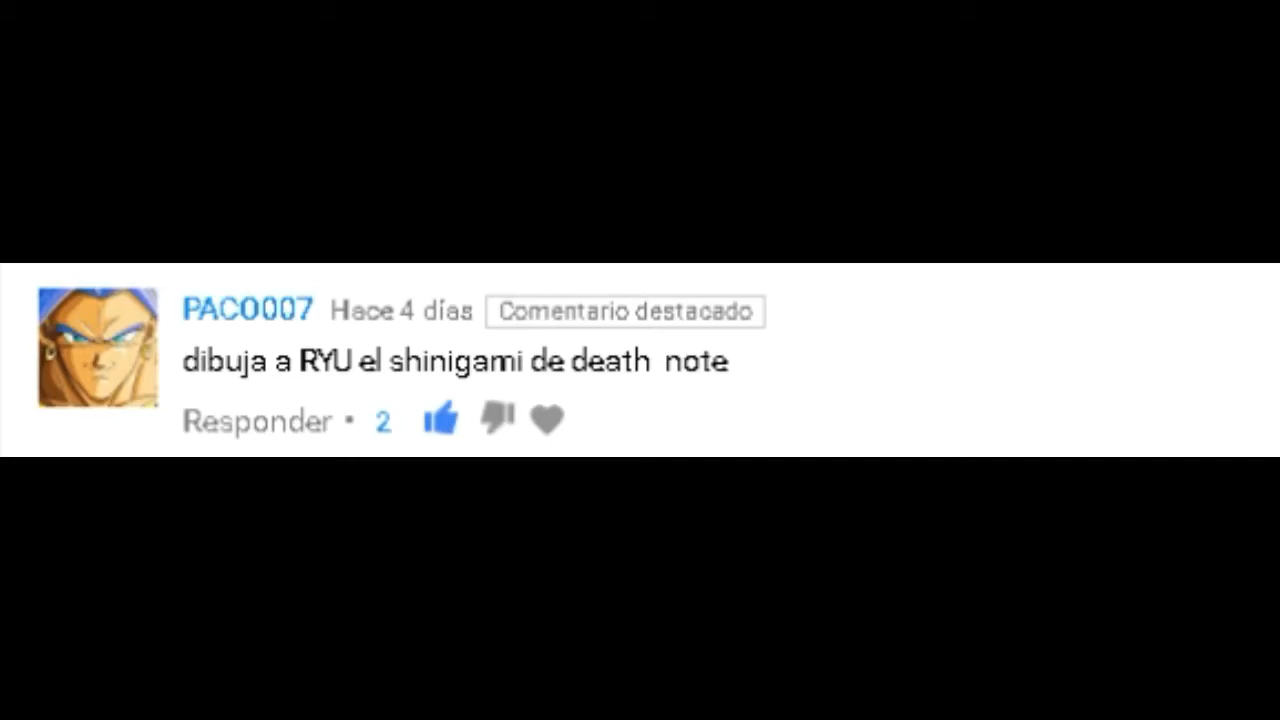 PACO007 Hace 4 días Comentario destacado
dibuja a RYU el shinigami de death note
Responder • 2